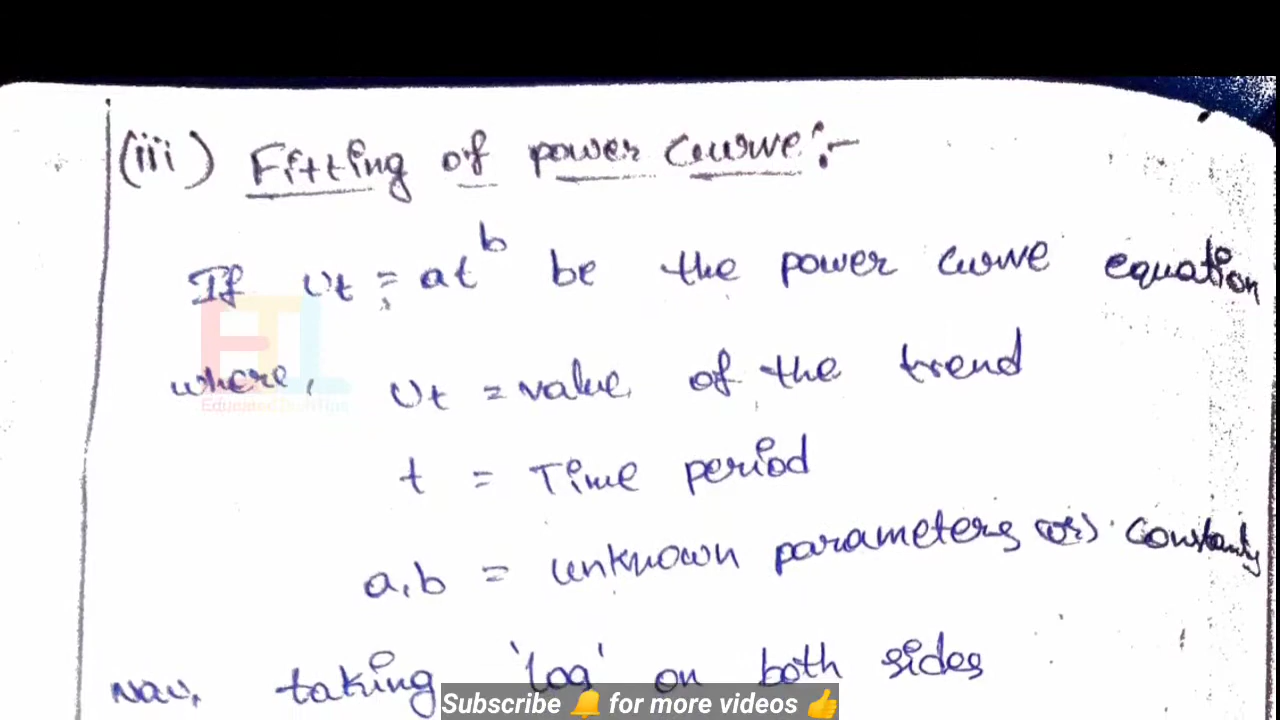 (iii) Fitting of power curve :-
If Ut = at^b be the power curve equation
where, Ut = value of the trend
EducatedTechTime
t = Time period
a,b = unknown parameters (or) constants
Now, taking 'log' on both sides
Subscribe 🔔 for more videos 👍